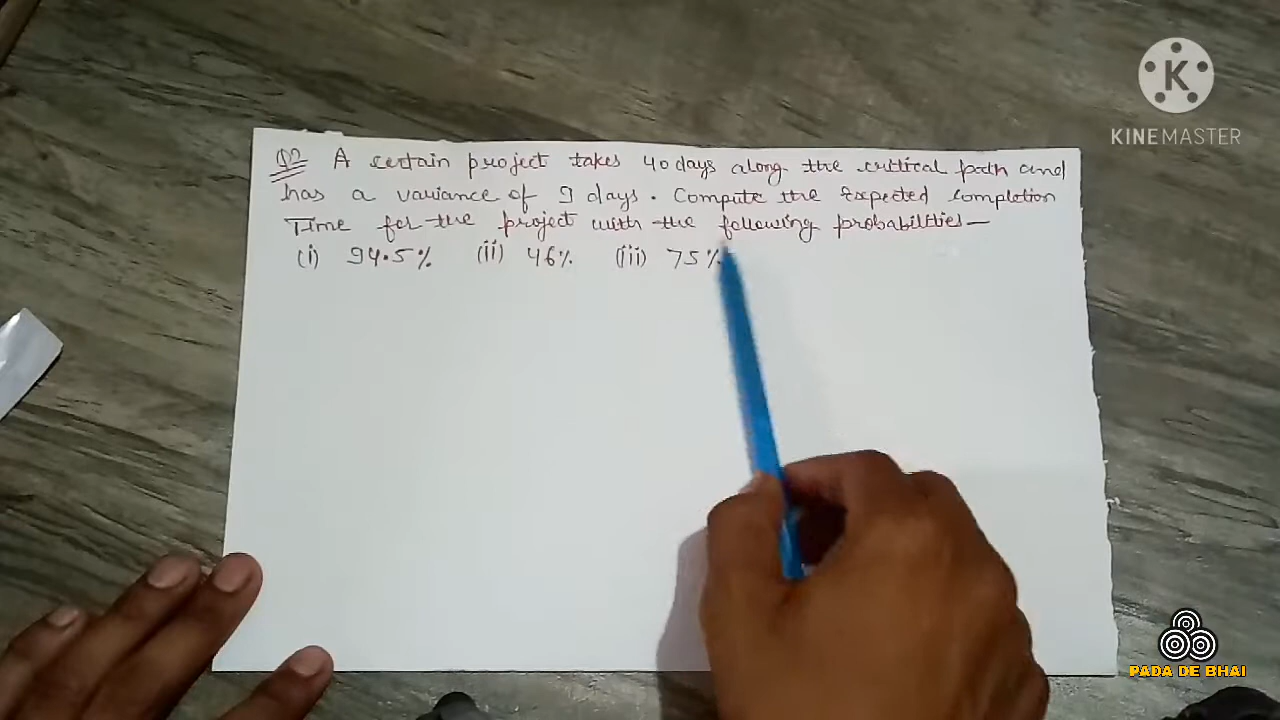 Q2 A certain project takes 40 days along the critical path and
has a variance of 9 days. Compute the Expected completion
Time for the project with the following probabilities—
(i) 94.5% (ii) 46% (iii) 75%
K
KINEMASTER
PADA DE BHAI